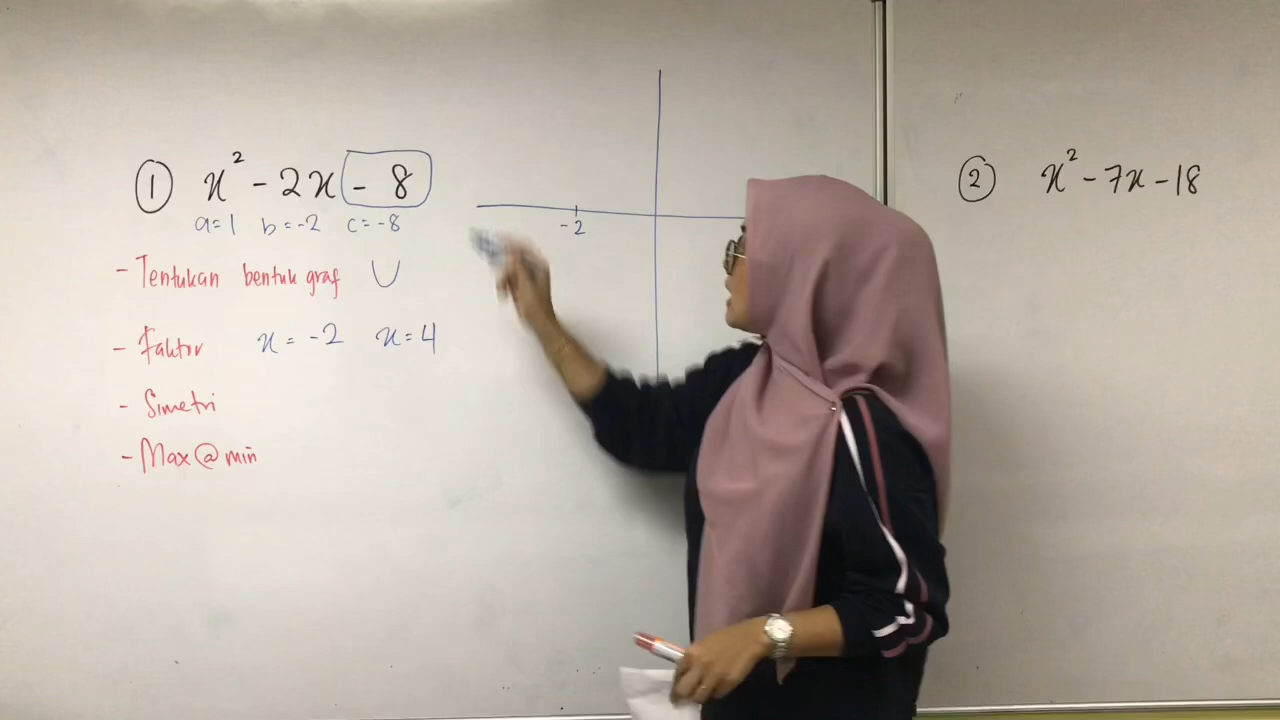 ① x² - 2x - 8
a=1 b=-2 c=-8
- Tentukan bentuk graf ∪
- Faktor x = -2 x = 4
- Simetri
- Max @ min
-2
② x² - 7x - 18